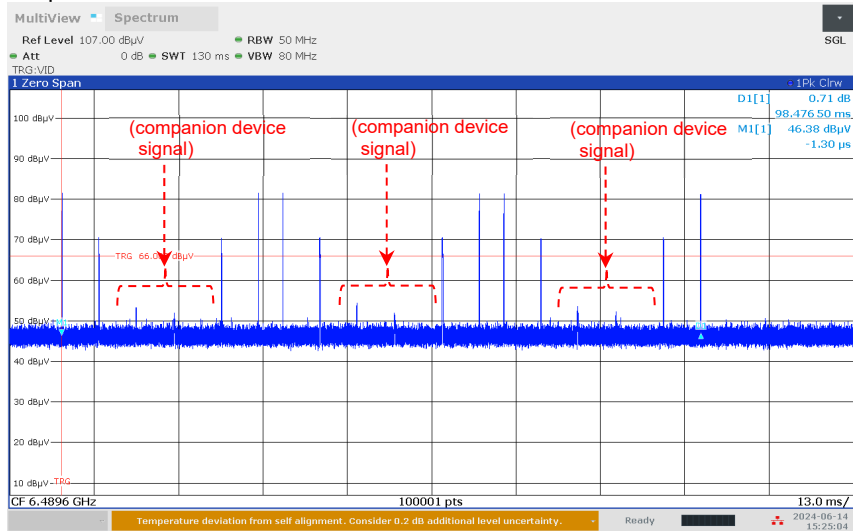 MultiView Spectrum
Ref Level 107.00 dBµV RBW 50 MHz SGL
Att 0 dB SWT 130 ms VBW 80 MHz
TRG:VID
1 Zero Span 1Pk Clrw
D1[1] 0.71 dB
98.476 50 ms
M1[1] 46.38 dBµV
-1.30 µs
100 dBµV
(companion device
signal)
(companion device
signal)
(companion device
signal)
90 dBµV
80 dBµV
70 dBµV
TRG 66.0 dBµV
60 dBµV
50 dBµV
40 dBµV
30 dBµV
20 dBµV
10 dBµV
TRG
CF 6.4896 GHz 100001 pts 13.0 ms/
Temperature deviation from self alignment. Consider 0.2 dB additional level uncertainty. Ready 2024-06-14
15:25:04